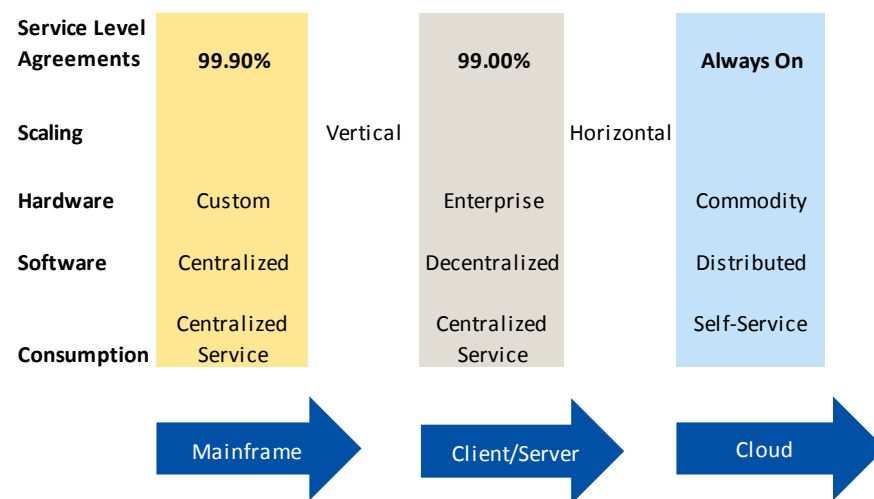 Service Level
Agreements 99.90% 99.00% Always On
Scaling Vertical Horizontal
Hardware Custom Enterprise Commodity
Software Centralized Decentralized Distributed
Centralized Centralized Self-Service
Consumption Service Service
Mainframe Client/Server Cloud